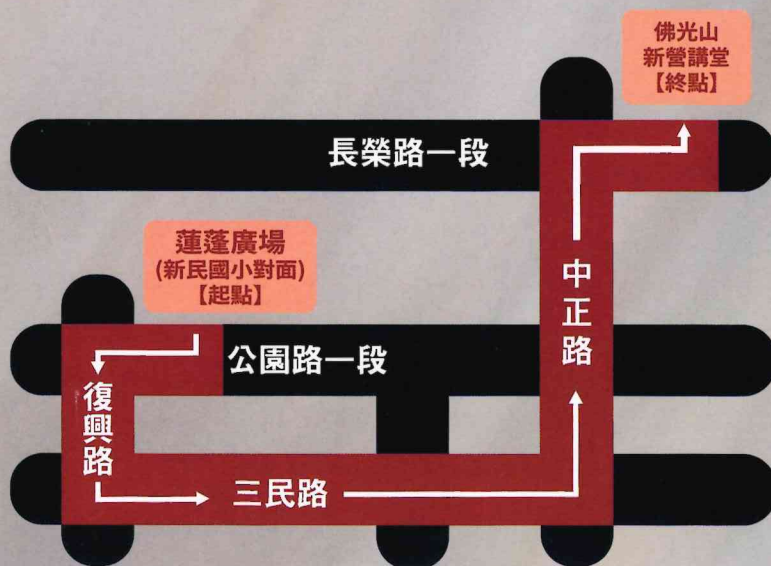 佛光山
新營講堂
【終點】
長榮路一段
蓮蓬廣場
(新民國小對面)
【起點】
中正路
公園路一段
復興路
三民路